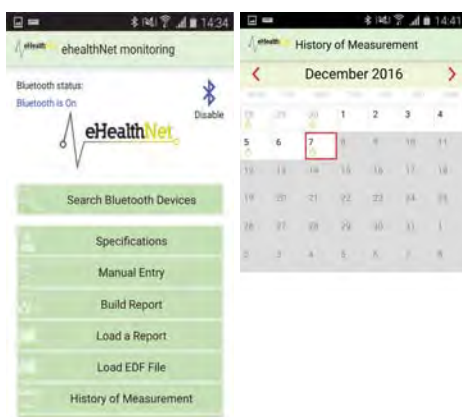 14:34
eHealth ehealthNet monitoring
Bluetooth status:
Bluetooth is On
Disable
eHealthNet
Search Bluetooth Devices
Specifications
Manual Entry
Build Report
Load a Report
Load EDF File
History of Measurement
14:41
History of Measurement
< December 2016 >
1 2 3 4
5 6 7 8 9 10 11
12 13 14 15 16 17 18
19 20 21 22 23 24 25
26 27 28 29 30 31 1
2 3 4 5 6 7 8